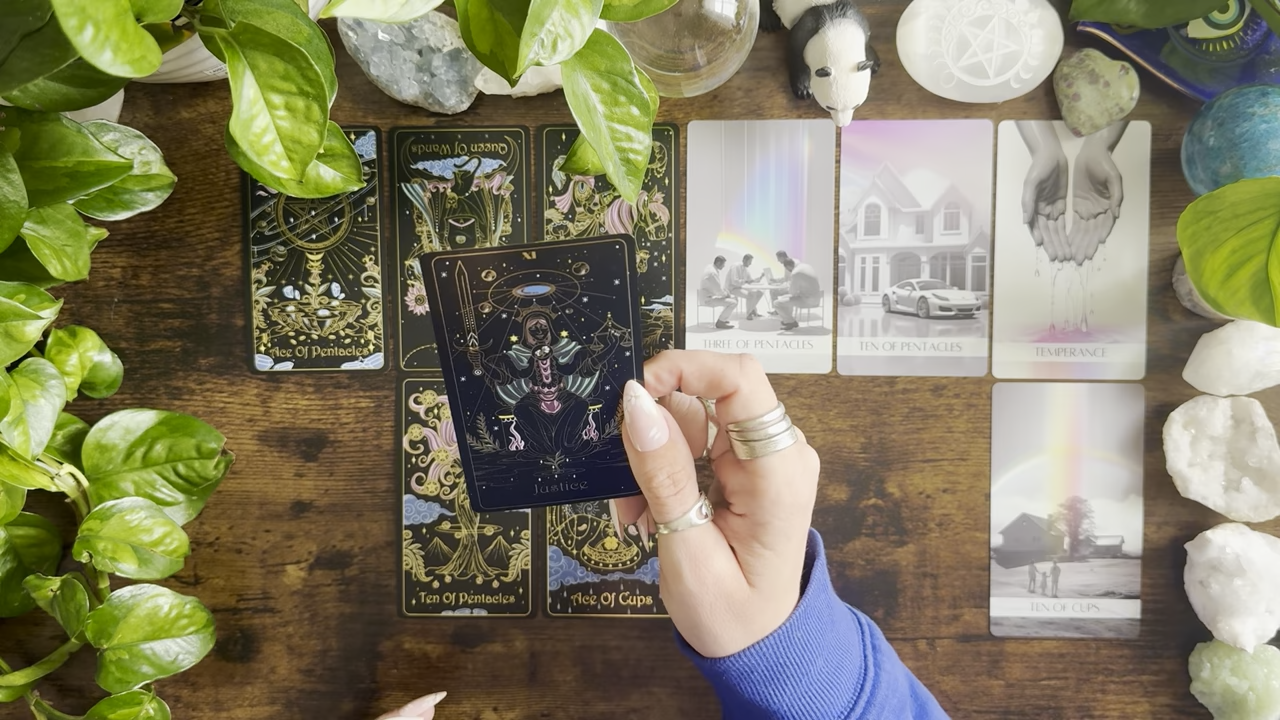 Queen Of Wands
Ace Of Pentacles
THREE OF PENTACLES
TEN OF PENTACLES
TEMPERANCE
XI
Justice
Ten Of Pentacles
Ace Of Cups
TEN OF CUPS